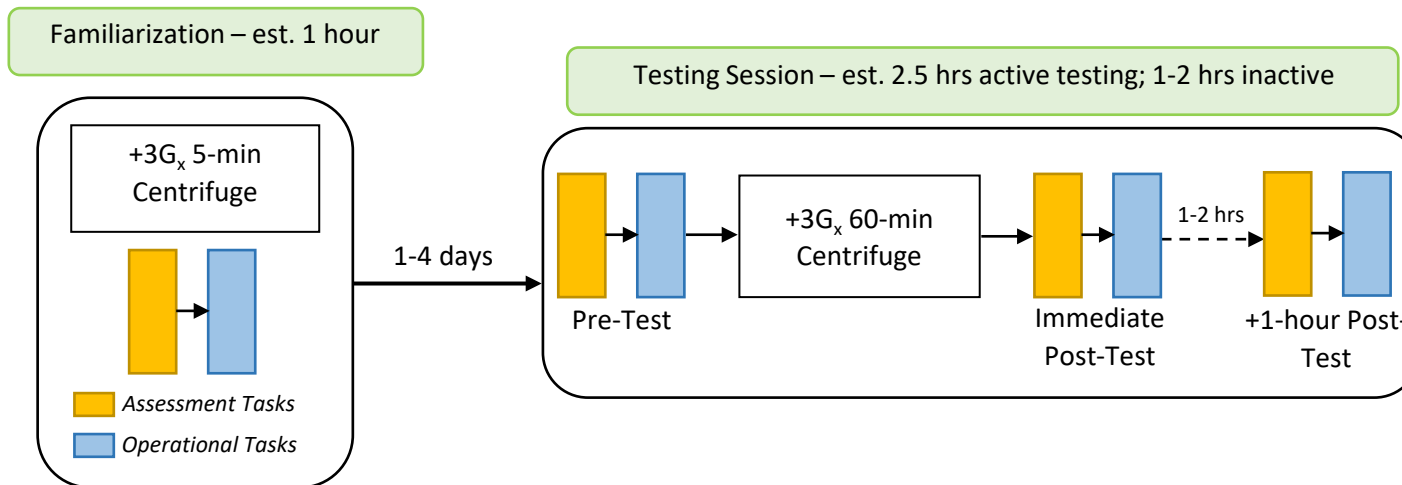 Familiarization – est. 1 hour
+3Gx 5-min
Centrifuge
Assessment Tasks
Operational Tasks
1-4 days
Testing Session – est. 2.5 hrs active testing; 1-2 hrs inactive
Pre-Test
+3Gx 60-min
Centrifuge
Immediate
Post-Test
1-2 hrs
+1-hour Post-
Test